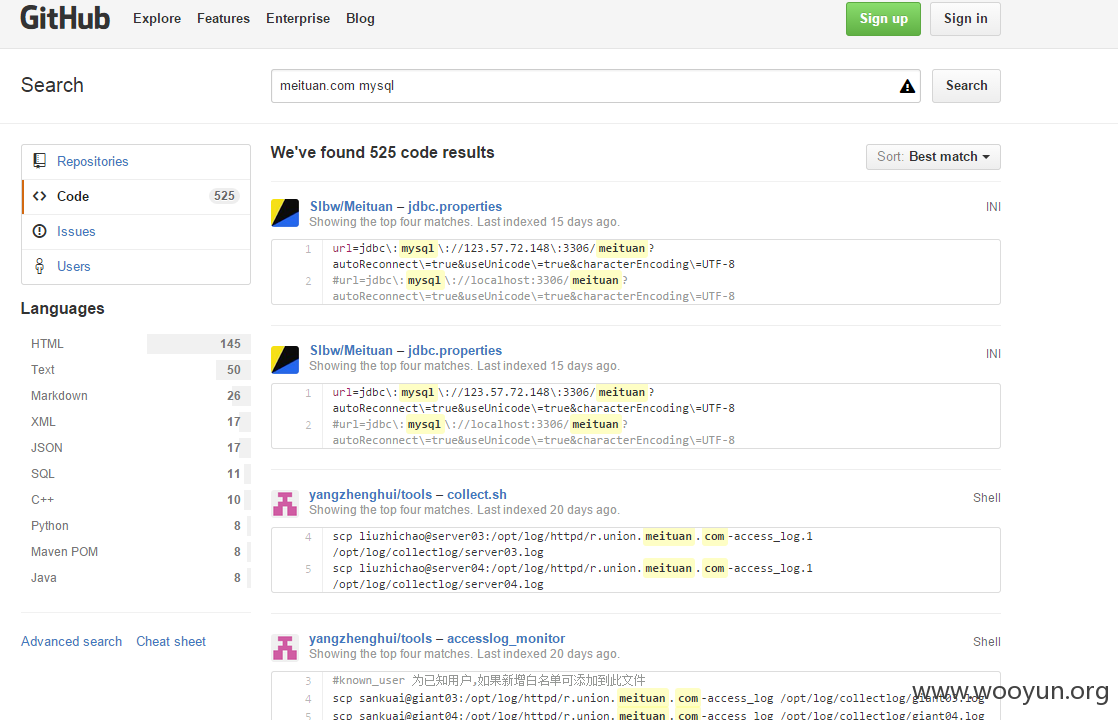 GitHub Explore Features Enterprise Blog Sign up Sign in
Search meituan.com mysql Search
Repositories
Code 525
Issues
Users
Languages
HTML 145
Text 50
Markdown 26
XML 17
JSON 17
SQL 11
C++ 10
Python 8
Maven POM 8
Java 8
Advanced search Cheat sheet
We've found 525 code results Sort: Best match
Slbw/Meituan – jdbc.properties INI
Showing the top four matches. Last indexed 15 days ago.
1 url=jdbc\:mysql\://123.57.72.148\:3306/meituan?
autoReconnect\=true&useUnicode\=true&characterEncoding\=UTF-8
2 #url=jdbc\:mysql\://localhost:3306/meituan?
autoReconnect\=true&useUnicode\=true&characterEncoding\=UTF-8
Slbw/Meituan – jdbc.properties INI
Showing the top four matches. Last indexed 15 days ago.
1 url=jdbc\:mysql\://123.57.72.148\:3306/meituan?
autoReconnect\=true&useUnicode\=true&characterEncoding\=UTF-8
2 #url=jdbc\:mysql\://localhost:3306/meituan?
autoReconnect\=true&useUnicode\=true&characterEncoding\=UTF-8
yangzhenghui/tools – collect.sh Shell
Showing the top four matches. Last indexed 20 days ago.
4 scp liuzhichao@server03:/opt/log/httpd/r.union.meituan.com-access_log.1
/opt/log/collectlog/server03.log
5 scp liuzhichao@server04:/opt/log/httpd/r.union.meituan.com-access_log.1
/opt/log/collectlog/server04.log
yangzhenghui/tools – accesslog_monitor Shell
Showing the top four matches. Last indexed 20 days ago.
3 #known_user 为已知用户,如果新增白名单可添加到此文件
4 scp sankuai@giant03:/opt/log/httpd/r.union.meituan.com-access_log /opt/log/collectlog/giant03.log
5 scp sankuai@giant04:/opt/log/httpd/r.union.meituan.com-access_log /opt/log/collectlog/giant04.log
www.wooyun.org